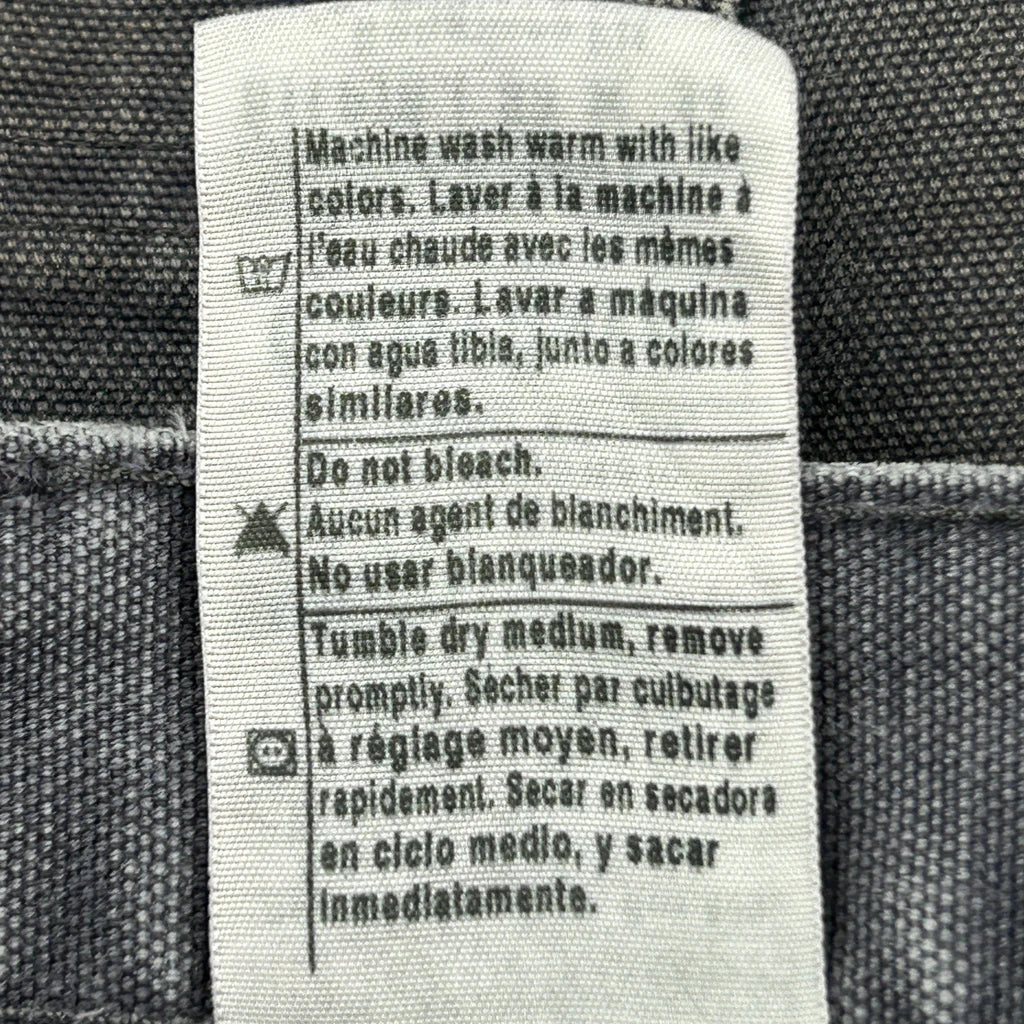 Machine wash warm with like
colors. Laver à la machine à
l'eau chaude avec les mêmes
couleurs. Lavar a máquina
con agua tibia, junto a colores
similares.
Do not bleach.
Aucun agent de blanchiment.
No usar blanqueador.
Tumble dry medium, remove
promptly. Sécher par culbutage
à réglage moyen, retirer
rapidement. Secar en secadora
en ciclo medio, y sacar
inmediatamente.